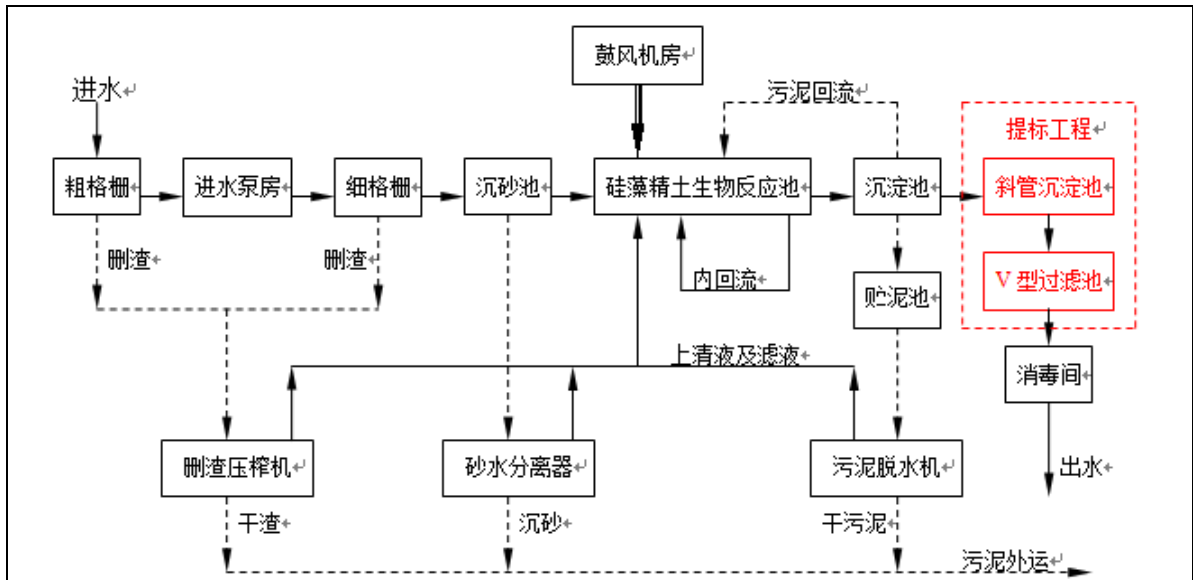 鼓风机房
进水
污泥回流
提标工程
粗格栅
进水泵房
细格栅
沉砂池
硅藻精土生物反应池
沉淀池
斜管沉淀池
删渣
删渣
内回流
贮泥池
V 型过滤池
上清液及滤液
消毒间
删渣压榨机
砂水分离器
污泥脱水机
出水
干渣
沉砂
干污泥
污泥外运